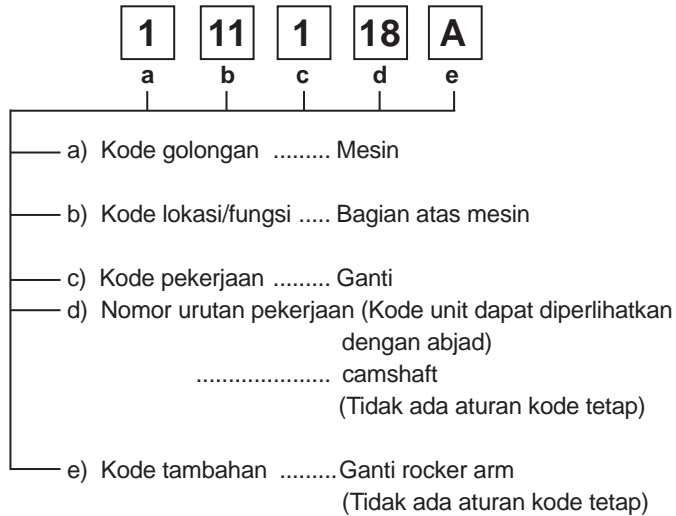 1 11 1 18 A
a b c d e
a) Kode golongan ......... Mesin
b) Kode lokasi/fungsi ..... Bagian atas mesin
c) Kode pekerjaan ......... Ganti
d) Nomor urutan pekerjaan (Kode unit dapat diperlihatkan
dengan abjad)
..................... camshaft
(Tidak ada aturan kode tetap)
e) Kode tambahan .........Ganti rocker arm
(Tidak ada aturan kode tetap)